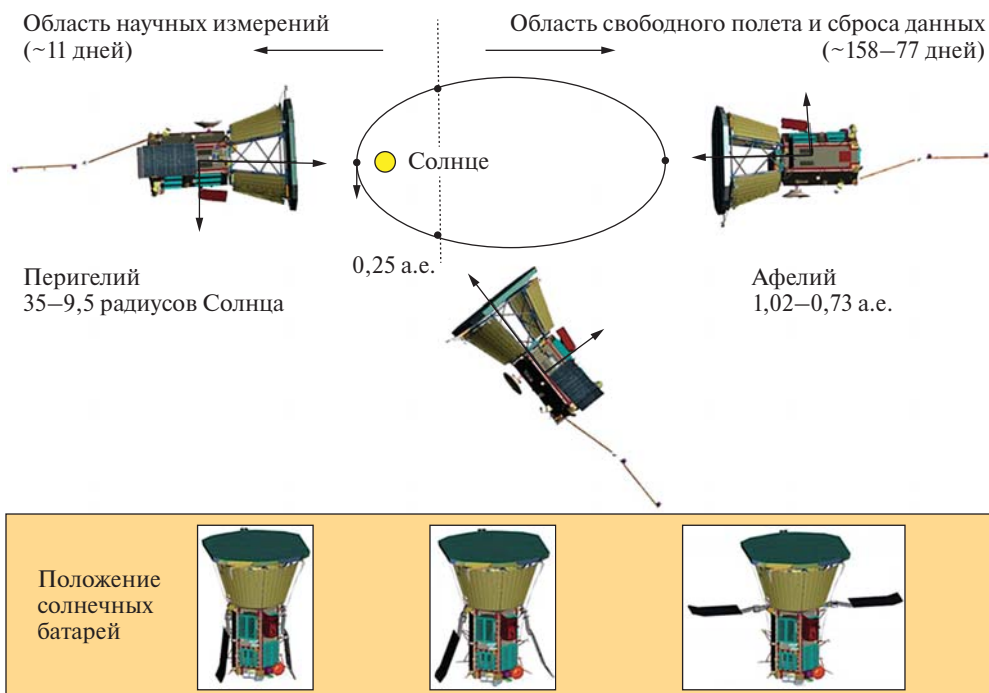 Область научных измерений
(~11 дней)
Область свободного полета и сброса данных
(~158–77 дней)
Солнце
0,25 а.е.
Перигелий
35–9,5 радиусов Солнца
Афелий
1,02–0,73 а.е.
Положение
солнечных
батарей